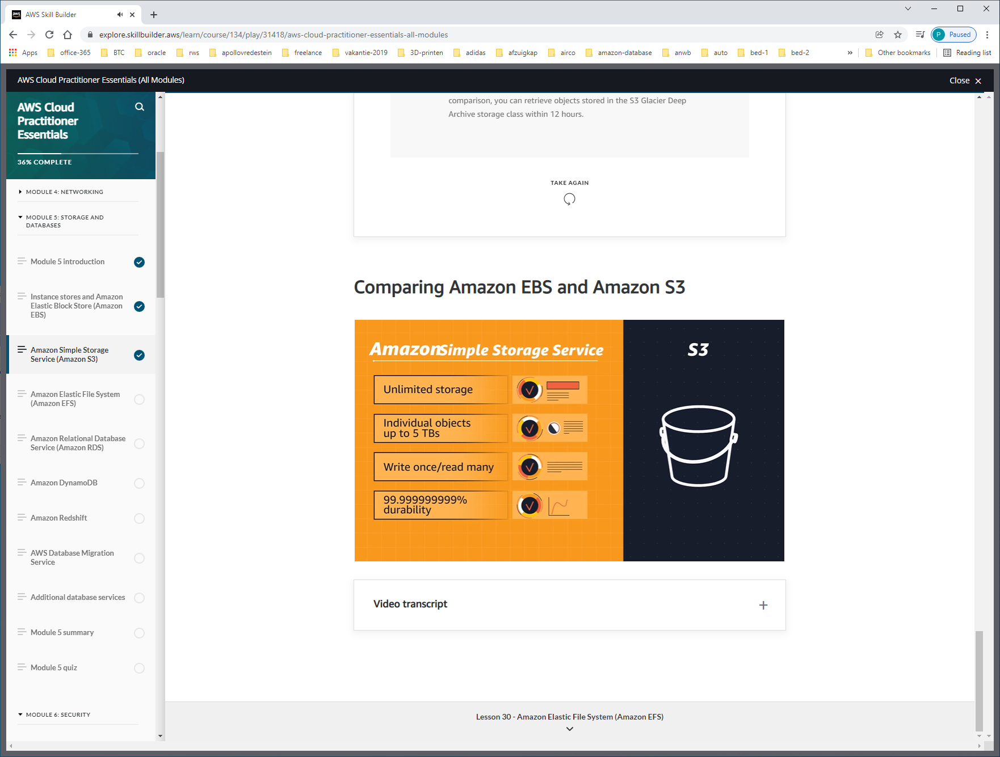 AWS Skill Builder
explore.skillbuilder.aws/learn/course/134/play/31418/aws-cloud-practitioner-essentials-all-modules
P Paused
Apps office-365 BTC oracle rws apollovredestein freelance vakantie-2019 3D-printen adidas afzuigkap airco amazon-database anwb auto bed-1 bed-2 » Other bookmarks Reading list
AWS Cloud Practitioner Essentials (All Modules)
Close
AWS Cloud
Practitioner
Essentials
36% COMPLETE
MODULE 4: NETWORKING
MODULE 5: STORAGE AND
DATABASES
Module 5 introduction
Instance stores and Amazon
Elastic Block Store (Amazon
EBS)
Amazon Simple Storage
Service (Amazon S3)
Amazon Elastic File System
(Amazon EFS)
Amazon Relational Database
Service (Amazon RDS)
Amazon DynamoDB
Amazon Redshift
AWS Database Migration
Service
Additional database services
Module 5 summary
Module 5 quiz
MODULE 6: SECURITY
comparison, you can retrieve objects stored in the S3 Glacier Deep
Archive storage class within 12 hours.
TAKE AGAIN
Comparing Amazon EBS and Amazon S3
Amazon Simple Storage Service
Unlimited storage
Individual objects
up to 5 TBs
Write once/read many
99.999999999%
durability
S3
Video transcript
Lesson 30 - Amazon Elastic File System (Amazon EFS)